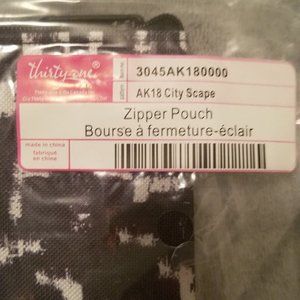 thirty-one
3045AK180000
AK18 City Scape
Zipper Pouch
Bourse à fermeture-éclair
made in china
fabriqué
en chine